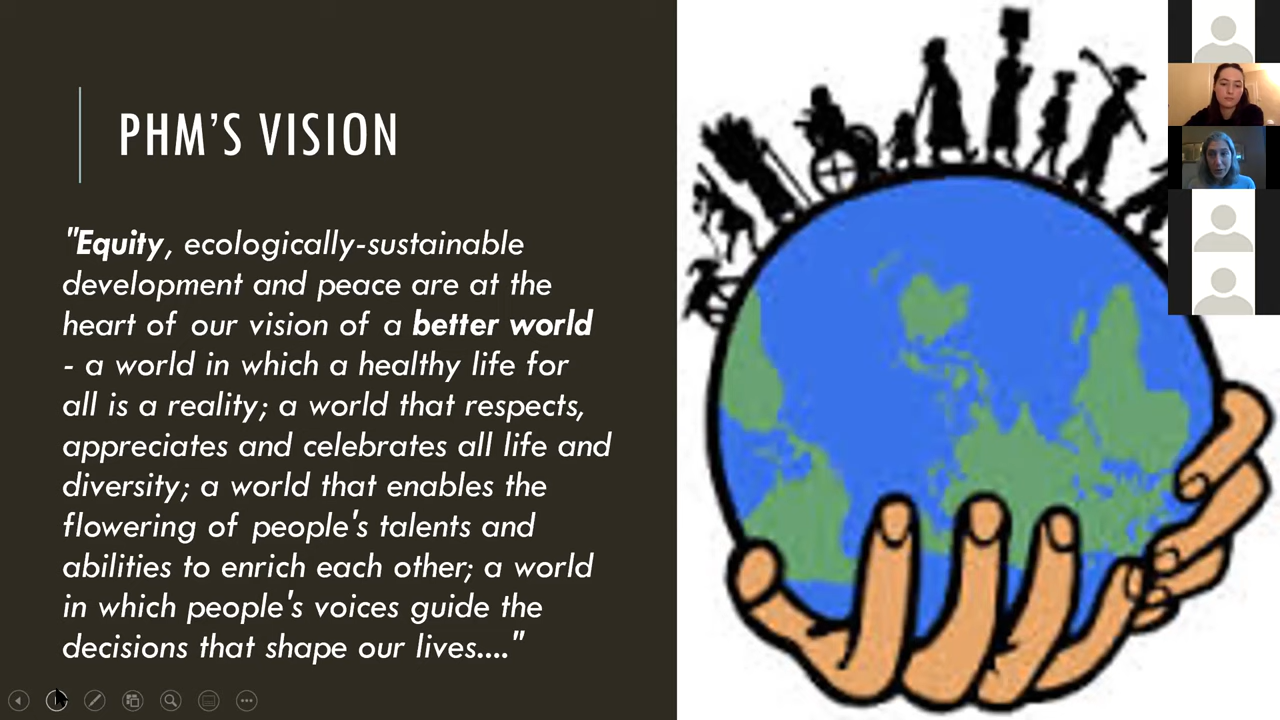 PHM'S VISION
"Equity, ecologically-sustainable
development and peace are at the
heart of our vision of a better world
- a world in which a healthy life for
all is a reality; a world that respects,
appreciates and celebrates all life and
diversity; a world that enables the
flowering of people's talents and
abilities to enrich each other; a world
in which people's voices guide the
decisions that shape our lives...."